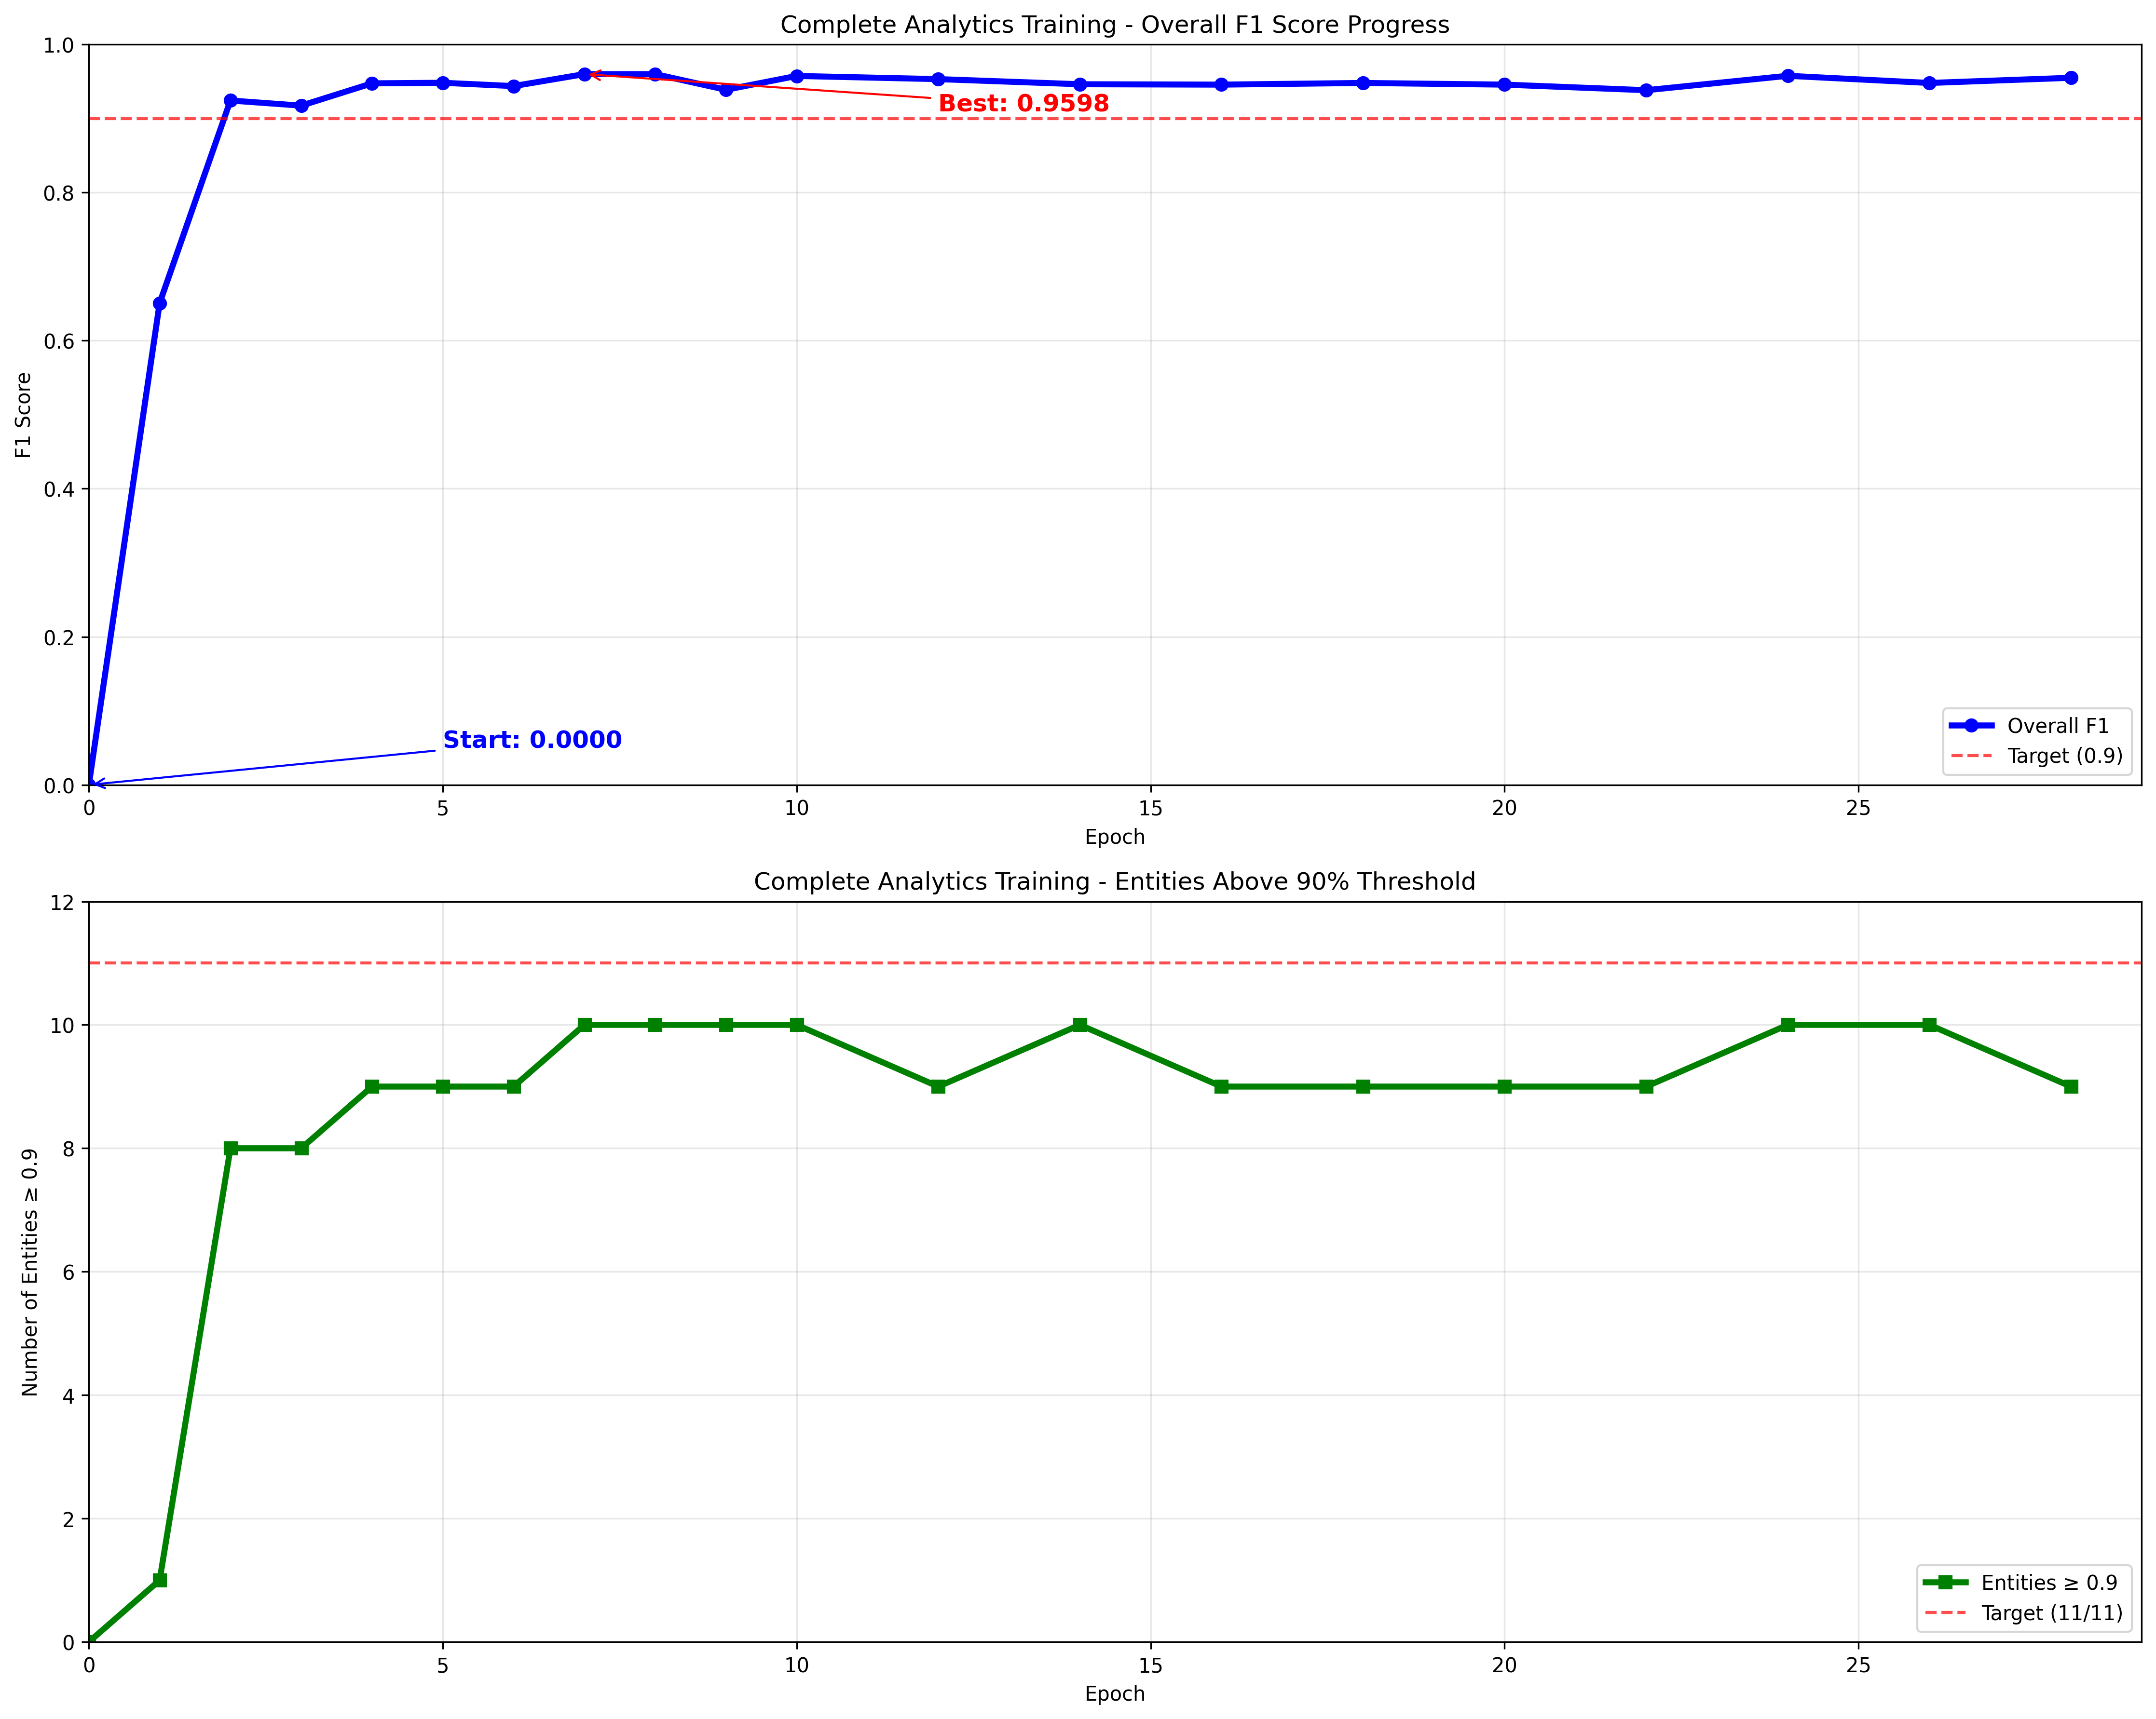 Complete Analytics Training - Overall F1 Score Progress
1.0
0.8
0.6
0.4
0.2
0.0
F1 Score
Best: 0.9598
Start: 0.0000
Overall F1
Target (0.9)
0 5 10 15 20 25
Epoch
Complete Analytics Training - Entities Above 90% Threshold
12
10
8
6
4
2
0
Number of Entities ≥ 0.9
Entities ≥ 0.9
Target (11/11)
0 5 10 15 20 25
Epoch